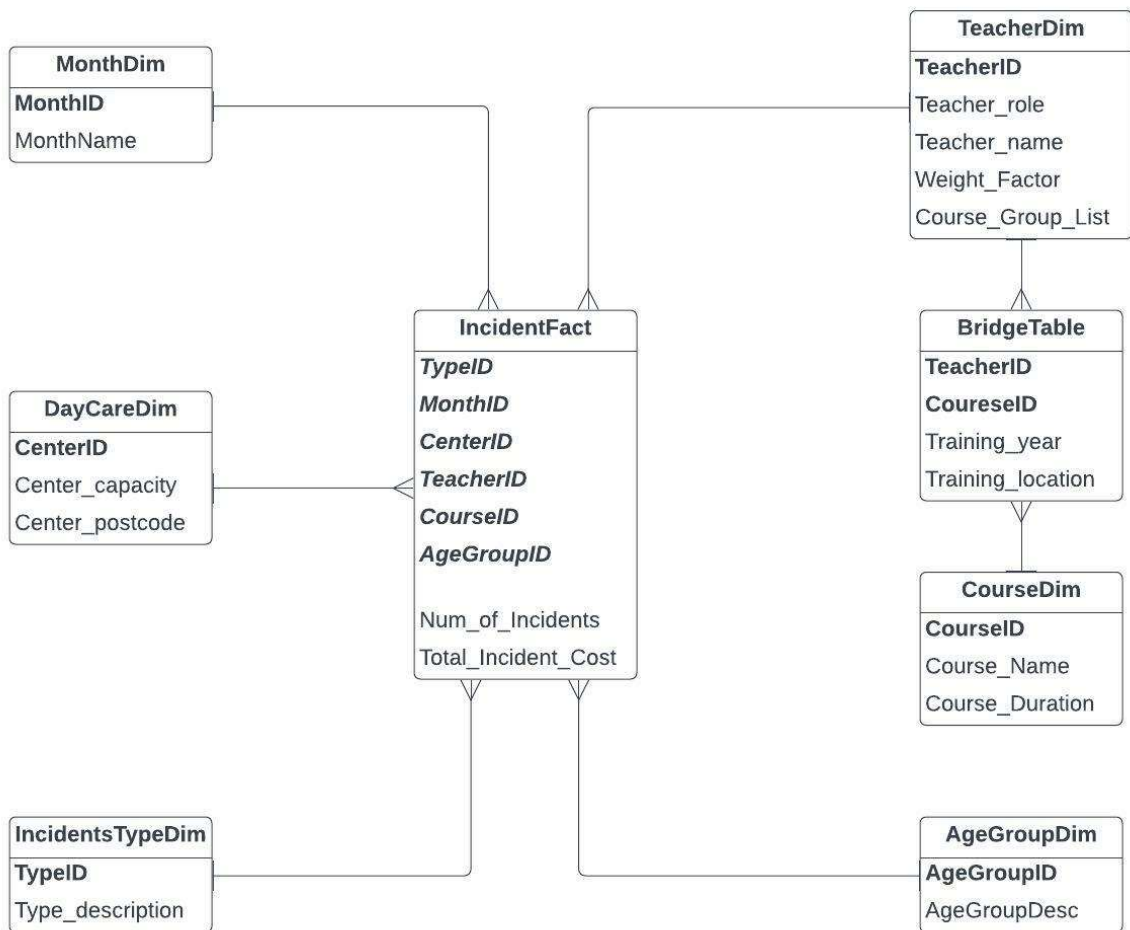 MonthDim
MonthID
MonthName
TeacherDim
TeacherID
Teacher_role
Teacher_name
Weight_Factor
Course_Group_List
IncidentFact
TypeID
MonthID
CenterID
TeacherID
CourseID
AgeGroupID
Num_of_Incidents
Total_Incident_Cost
BridgeTable
TeacherID
CoureseID
Training_year
Training_location
DayCareDim
CenterID
Center_capacity
Center_postcode
CourseDim
CourseID
Course_Name
Course_Duration
IncidentsTypeDim
TypeID
Type_description
AgeGroupDim
AgeGroupID
AgeGroupDesc